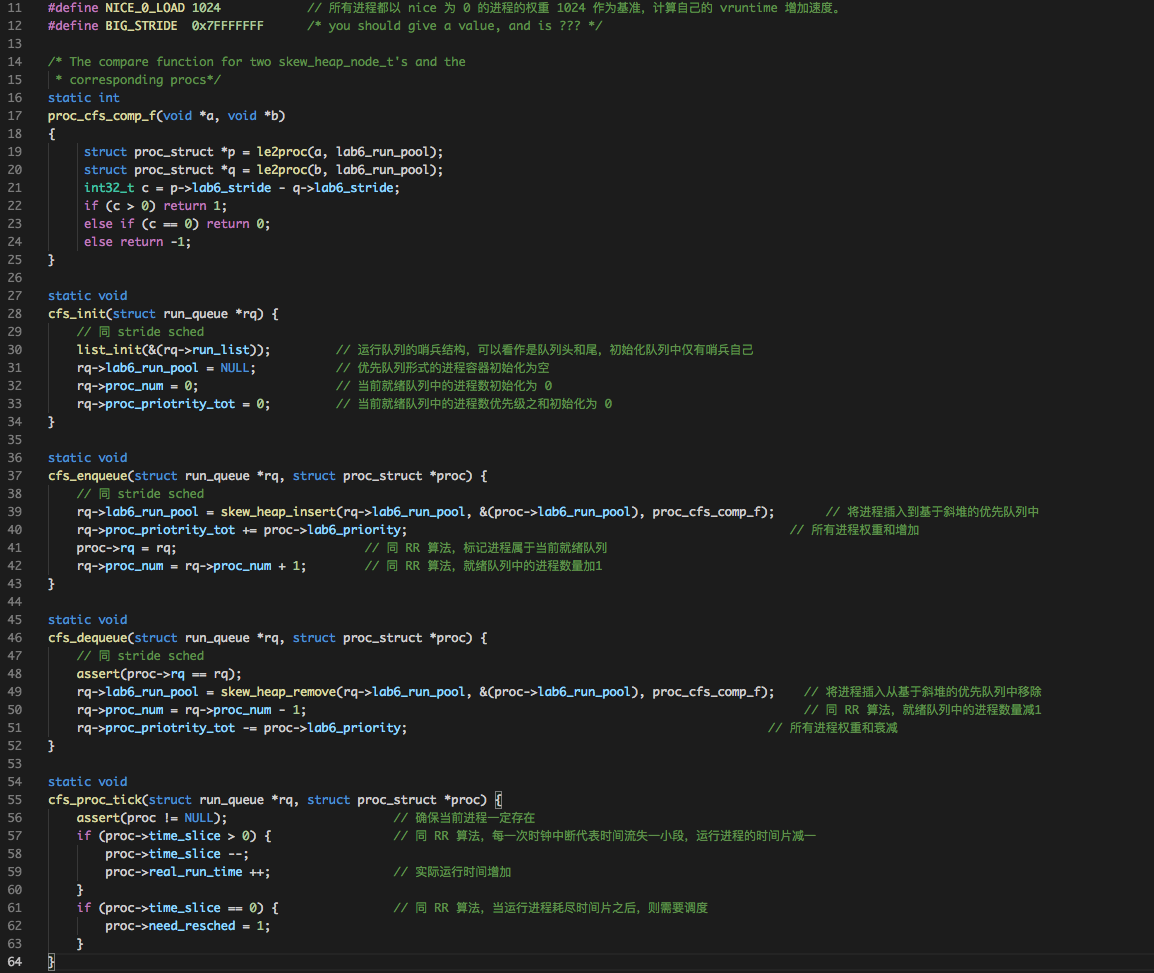 11 #define NICE_0_LOAD 1024 // 所有进程都以 nice 为 0 的进程的权重 1024 作为基准，计算自己的 vruntime 增加速度。
12 #define BIG_STRIDE 0x7FFFFFFF /* you should give a value, and is ??? */
13
14 /* The compare function for two skew_heap_node_t's and the
15 * corresponding procs*/
16 static int
17 proc_cfs_comp_f(void *a, void *b)
18 {
19 struct proc_struct *p = le2proc(a, lab6_run_pool);
20 struct proc_struct *q = le2proc(b, lab6_run_pool);
21 int32_t c = p->lab6_stride - q->lab6_stride;
22 if (c > 0) return 1;
23 else if (c == 0) return 0;
24 else return -1;
25 }
26
27 static void
28 cfs_init(struct run_queue *rq) {
29 // 同 stride sched
30 list_init(&(rq->run_list)); // 运行队列的哨兵结构，可以看作是队列头和尾，初始化队列中仅有哨兵自己
31 rq->lab6_run_pool = NULL; // 优先队列形式的进程容器初始化为空
32 rq->proc_num = 0; // 当前就绪队列中的进程数初始化为 0
33 rq->proc_priotrity_tot = 0; // 当前就绪队列中的进程数优先级之和初始化为 0
34 }
35
36 static void
37 cfs_enqueue(struct run_queue *rq, struct proc_struct *proc) {
38 // 同 stride sched
39 rq->lab6_run_pool = skew_heap_insert(rq->lab6_run_pool, &(proc->lab6_run_pool), proc_cfs_comp_f); // 将进程插入到基于斜堆的优先队列中
40 rq->proc_priotrity_tot += proc->lab6_priority; // 所有进程权重和增加
41 proc->rq = rq; // 同 RR 算法，标记进程属于当前就绪队列
42 rq->proc_num = rq->proc_num + 1; // 同 RR 算法，就绪队列中的进程数量加1
43 }
44
45 static void
46 cfs_dequeue(struct run_queue *rq, struct proc_struct *proc) {
47 // 同 stride sched
48 assert(proc->rq == rq);
49 rq->lab6_run_pool = skew_heap_remove(rq->lab6_run_pool, &(proc->lab6_run_pool), proc_cfs_comp_f); // 将进程插入从基于斜堆的优先队列中移除
50 rq->proc_num = rq->proc_num - 1; // 同 RR 算法，就绪队列中的进程数量减1
51 rq->proc_priotrity_tot -= proc->lab6_priority; // 所有进程权重和衰减
52 }
53
54 static void
55 cfs_proc_tick(struct run_queue *rq, struct proc_struct *proc) {
56 assert(proc != NULL); // 确保当前进程一定存在
57 if (proc->time_slice > 0) { // 同 RR 算法，每一次时钟中断代表时间流失一小段，运行进程的时间片减一
58 proc->time_slice --;
59 proc->real_run_time ++; // 实际运行时间增加
60 }
61 if (proc->time_slice == 0) { // 同 RR 算法，当运行进程耗尽时间片之后，则需要调度
62 proc->need_resched = 1;
63 }
64 }